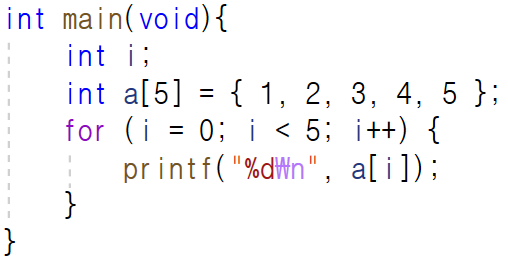 int main(void){
int i;
int a[5] = { 1, 2, 3, 4, 5 };
for (i = 0; i < 5; i++) {
printf("%d₩n", a[i]);
}
}